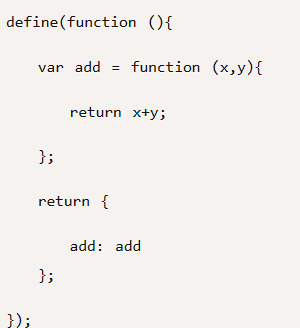 define(function (){
var add = function (x,y){
return x+y;
};
return {
add: add
};
});